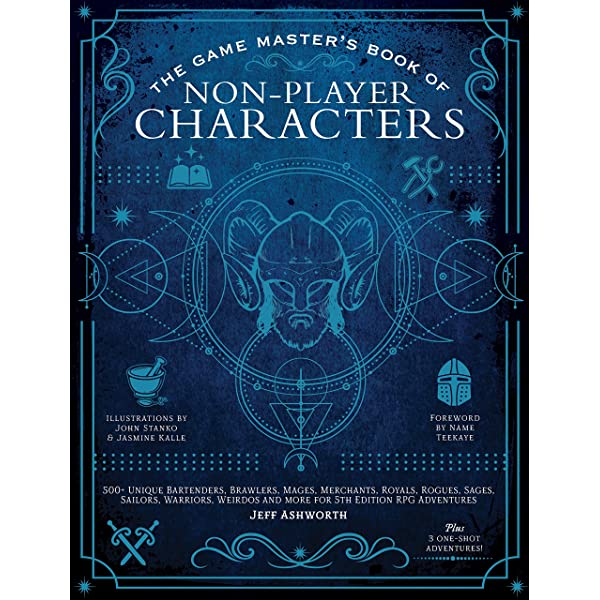 THE GAME MASTER'S BOOK OF
NON-PLAYER
CHARACTERS
ILLUSTRATIONS BY
JOHN STANKO
& JASMINE KALLE
FOREWORD
BY NAME
TEEKAYE
500+ UNIQUE BARTENDERS, BRAWLERS, MAGES, MERCHANTS, ROYALS, ROGUES, SAGES,
SAILORS, WARRIORS, WEIRDOS AND MORE FOR 5TH EDITION RPG ADVENTURES
JEFF ASHWORTH
Plus
3 ONE-SHOT
ADVENTURES!